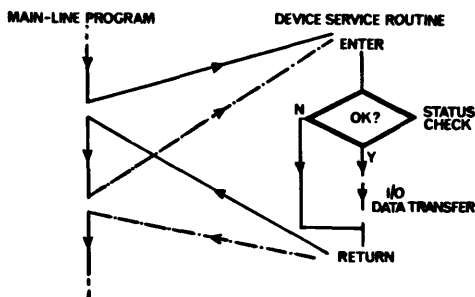 MAIN-LINE PROGRAM
DEVICE SERVICE ROUTINE
ENTER
N
OK?
STATUS
CHECK
Y
I/O
DATA TRANSFER
RETURN